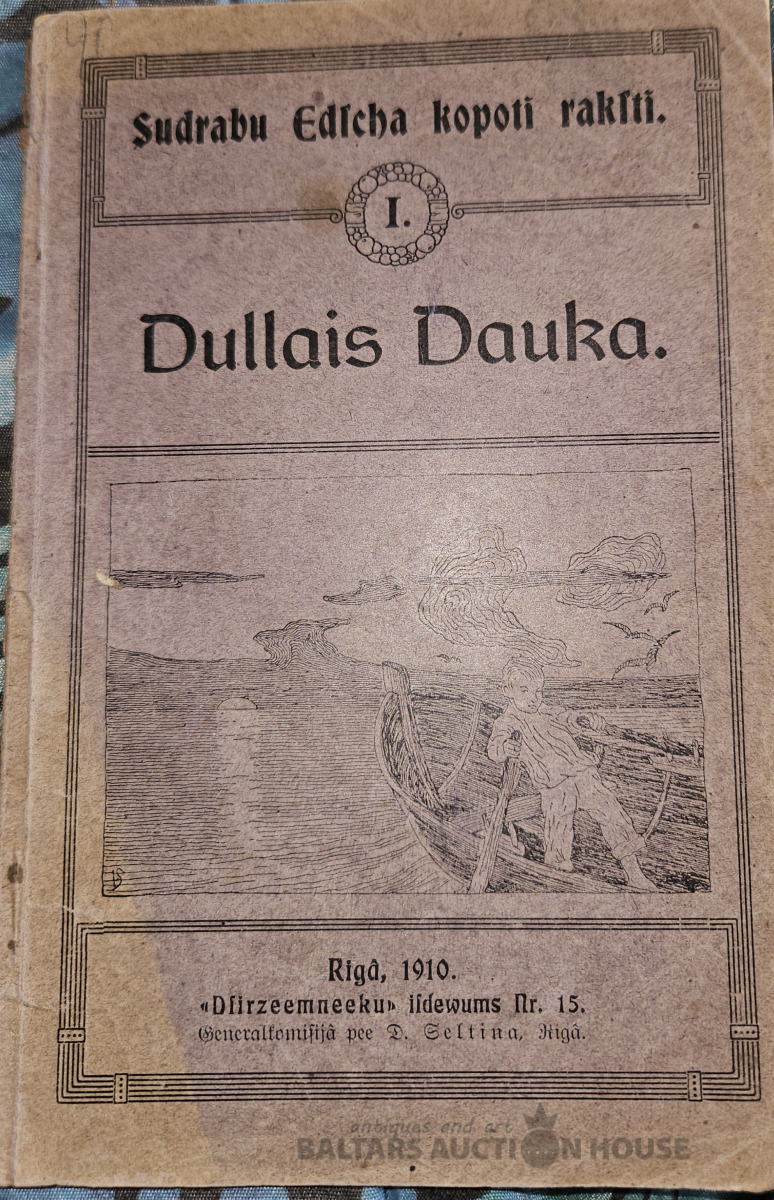 Sudrabu Edſcha kopoti rakſti.
I.
Dullais Dauka.
Rigâ, 1910.
«Dſirzeemneeku» iſdewums Nr. 15.
Generalkomiſijâ pee D. Seltina, Rigâ.
antiques and art
BALTARS AUCTION HOUSE